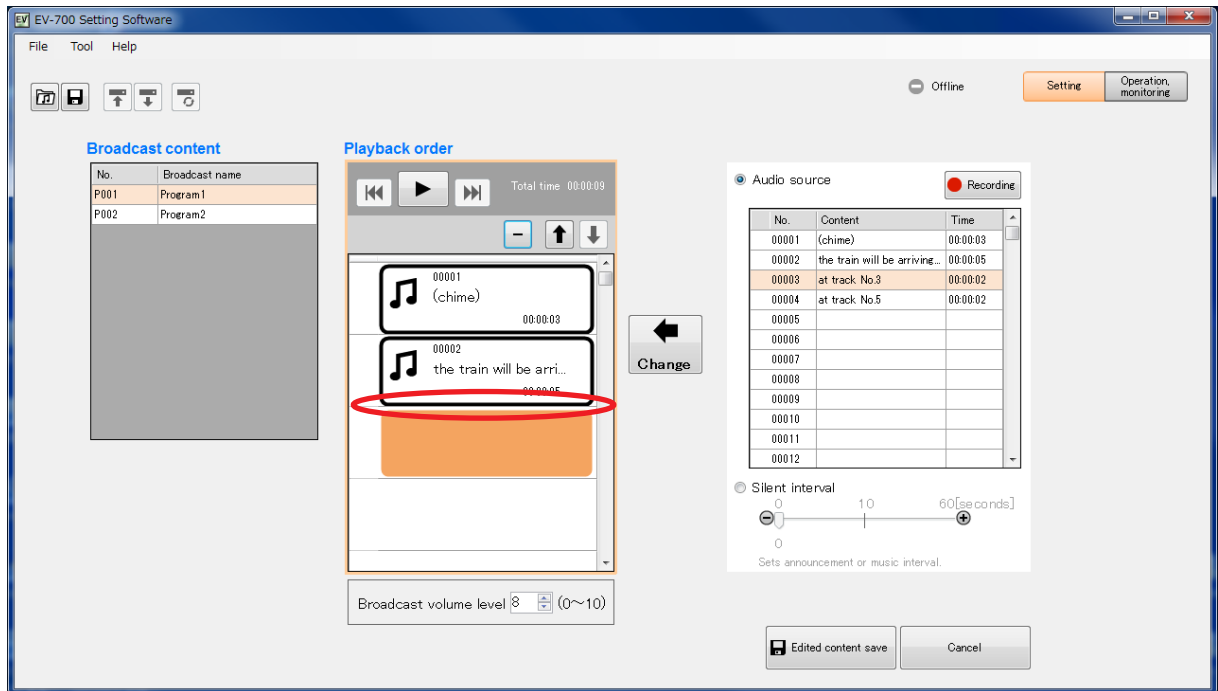 EV-700 Setting Software
File Tool Help
Offline
Setting
Operation,
monitoring
Broadcast content
No. Broadcast name
P001 Program1
P002 Program2
Playback order
Total time 00:00:09
00001
(chime)
00:00:03
00002
the train will be arri...
Change
Broadcast volume level 8 (0~10)
Audio source
Recording
No. Content Time
00001 (chime) 00:00:03
00002 the train will be arriving... 00:00:05
00003 at track No.3 00:00:02
00004 at track No.5 00:00:02
00005
00006
00007
00008
00009
00010
00011
00012
Silent interval
0 10 60[seconds]
0
Sets announcement or music interval.
Edited content save
Cancel